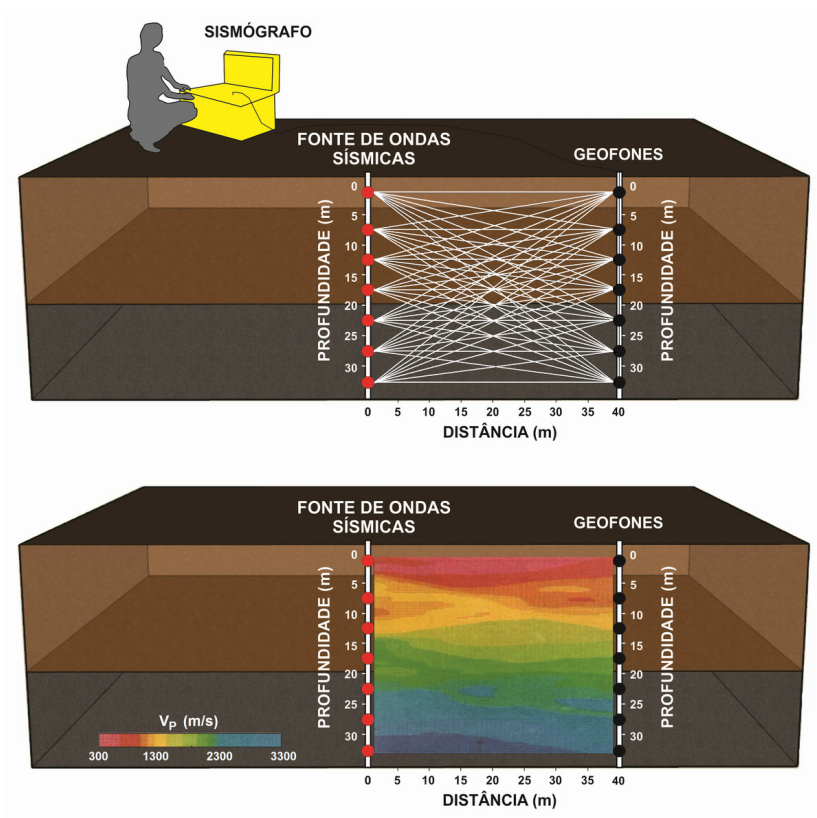 SISMÓGRAFO
FONTE DE ONDAS
SÍSMICAS
GEOFONES
PROFUNDIDADE (m)
0
5
10
15
20
25
30
PROFUNDIDADE (m)
0
5
10
15
20
25
30
0 5 10 15 20 25 30 35 40
DISTÂNCIA (m)
FONTE DE ONDAS
SÍSMICAS
GEOFONES
PROFUNDIDADE (m)
0
5
10
15
20
25
30
PROFUNDIDADE (m)
0
5
10
15
20
25
30
VP (m/s)
300 1300 2300 3300
0 5 10 15 20 25 30 35 40
DISTÂNCIA (m)